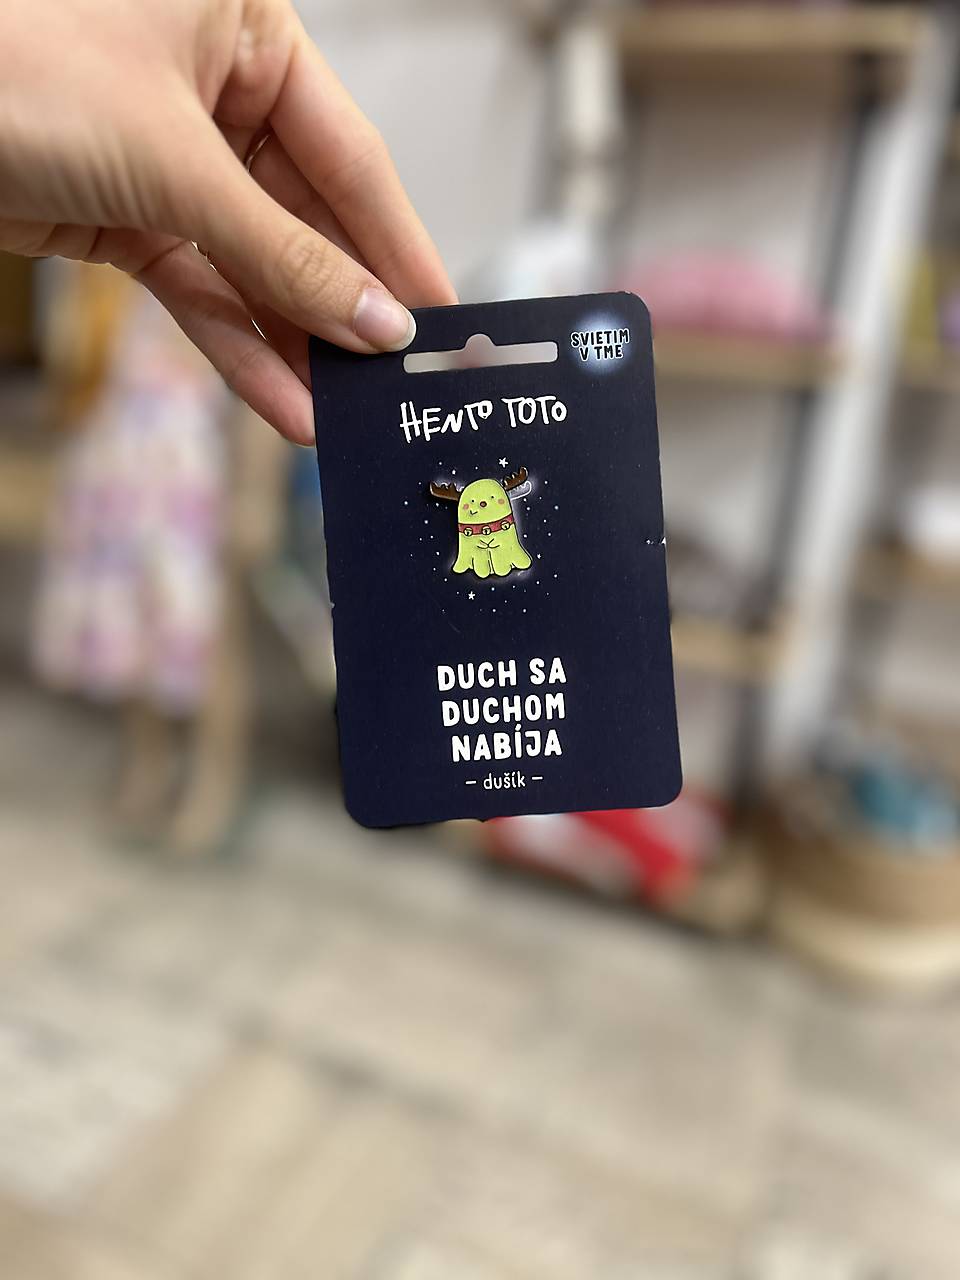 SVIETIM
V TME
HENTO TOTO
DUCH SA
DUCHOM
NABÍJA
– dušík –